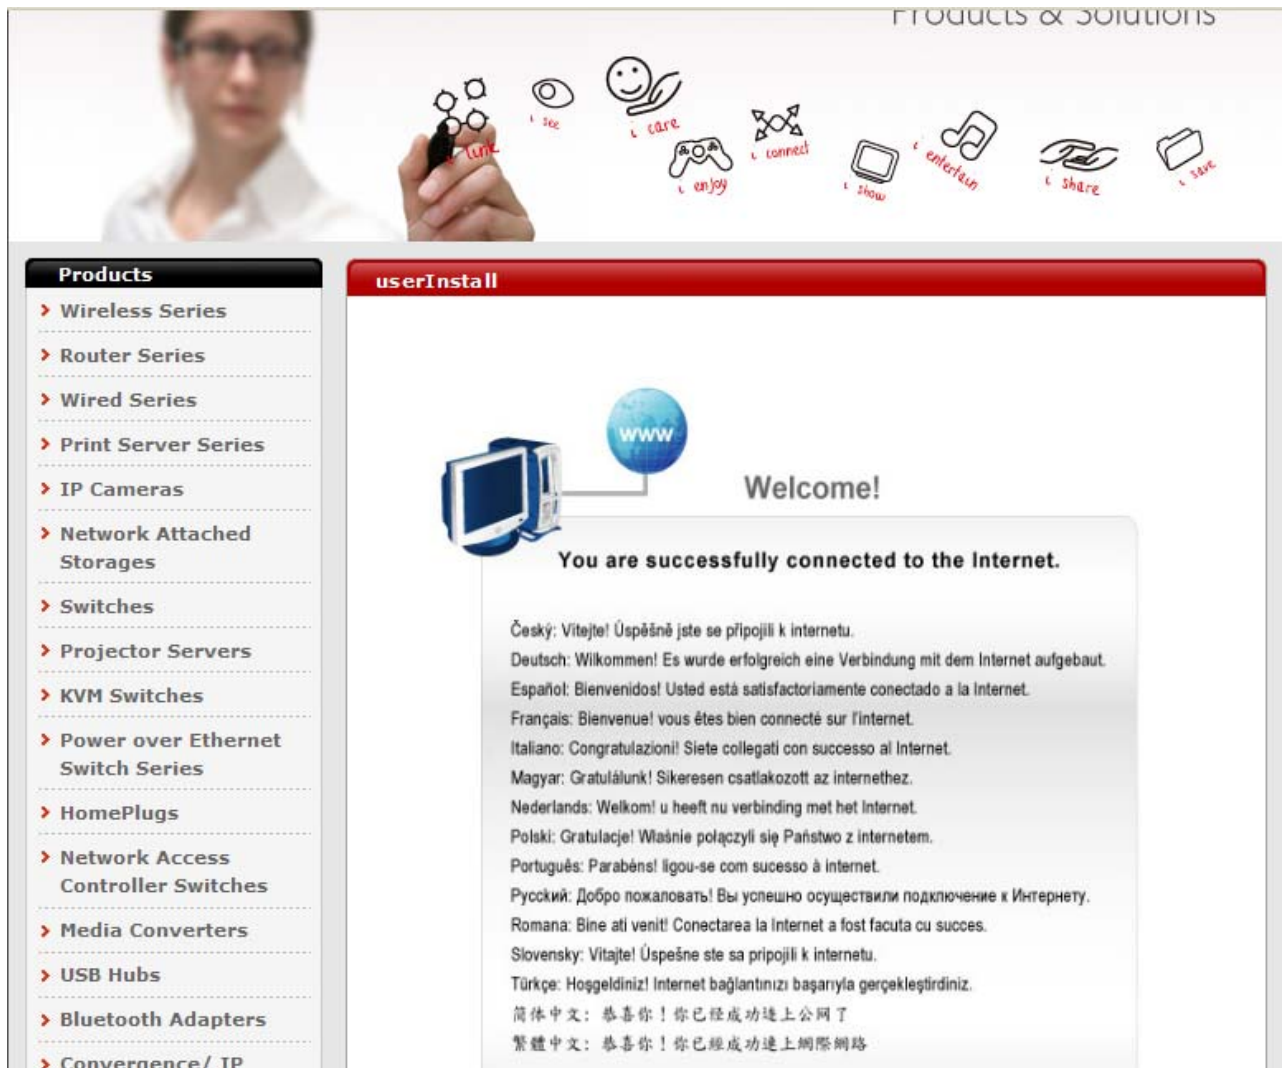 Products & Solutions
i link
i see
i care
i enjoy
i connect
i show
i entertain
i share
i save
Products
Wireless Series
Router Series
Wired Series
Print Server Series
IP Cameras
Network Attached
Storages
Switches
Projector Servers
KVM Switches
Power over Ethernet
Switch Series
HomePlugs
Network Access
Controller Switches
Media Converters
USB Hubs
Bluetooth Adapters
Convergence/ IP
userInstall
www
Welcome!
You are successfully connected to the Internet.
Český: Vítejte! Úspěšně jste se připojili k internetu.
Deutsch: Wilkommen! Es wurde erfolgreich eine Verbindung mit dem Internet aufgebaut.
Español: Bienvenidos! Usted está satisfactoriamente conectado a la Internet.
Français: Bienvenue! vous êtes bien connecté sur l'internet.
Italiano: Congratulazioni! Siete collegati con successo al Internet.
Magyar: Gratulálunk! Sikeresen csatlakozott az internethez.
Nederlands: Welkom! u heeft nu verbinding met het Internet.
Polski: Gratulacje! Właśnie połączyli się Państwo z internetem.
Português: Parabéns! ligou-se com sucesso à internet.
Русский: Добро пожаловать! Вы успешно осуществили подключение к Интернету.
Romana: Bine ati venit! Conectarea la Internet a fost facuta cu succes.
Slovensky: Vitajte! Úspešne ste sa pripojili k internetu.
Türkçe: Hoşgeldiniz! Internet bağlantınızı başarıyla gerçekleştirdiniz.
简体中文: 恭喜你！你已经成功连上公网了
繁體中文: 恭喜你！你已經成功連上網際網路